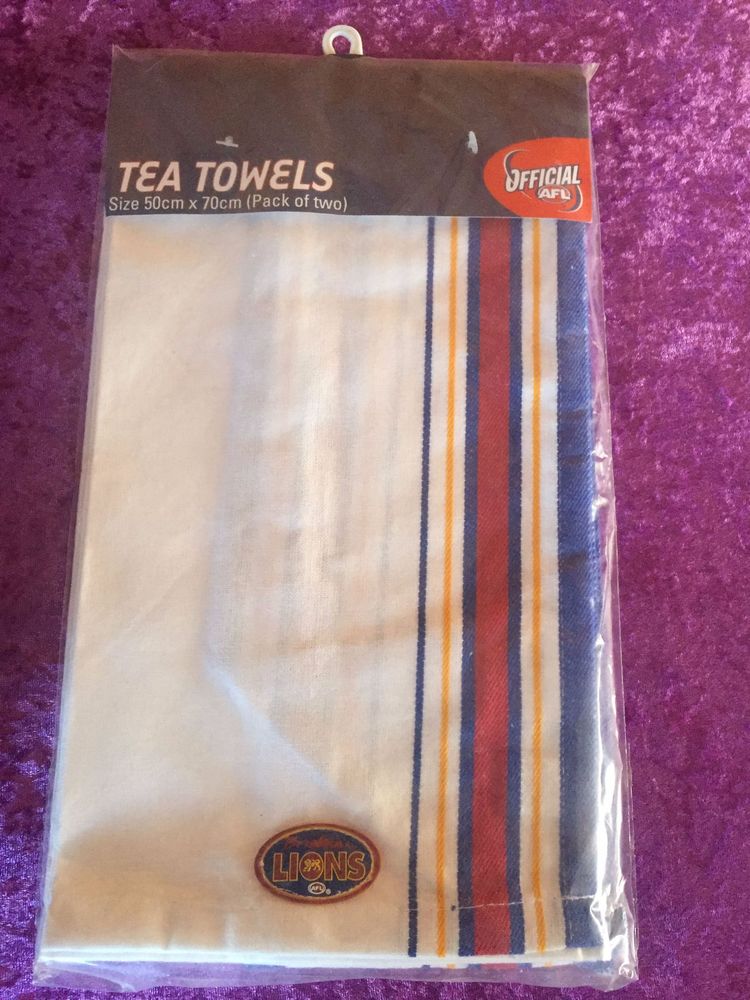 TEA TOWELS
Size 50cm x 70cm (Pack of two)
OFFICIAL
AFL
LIONS
AFL
®